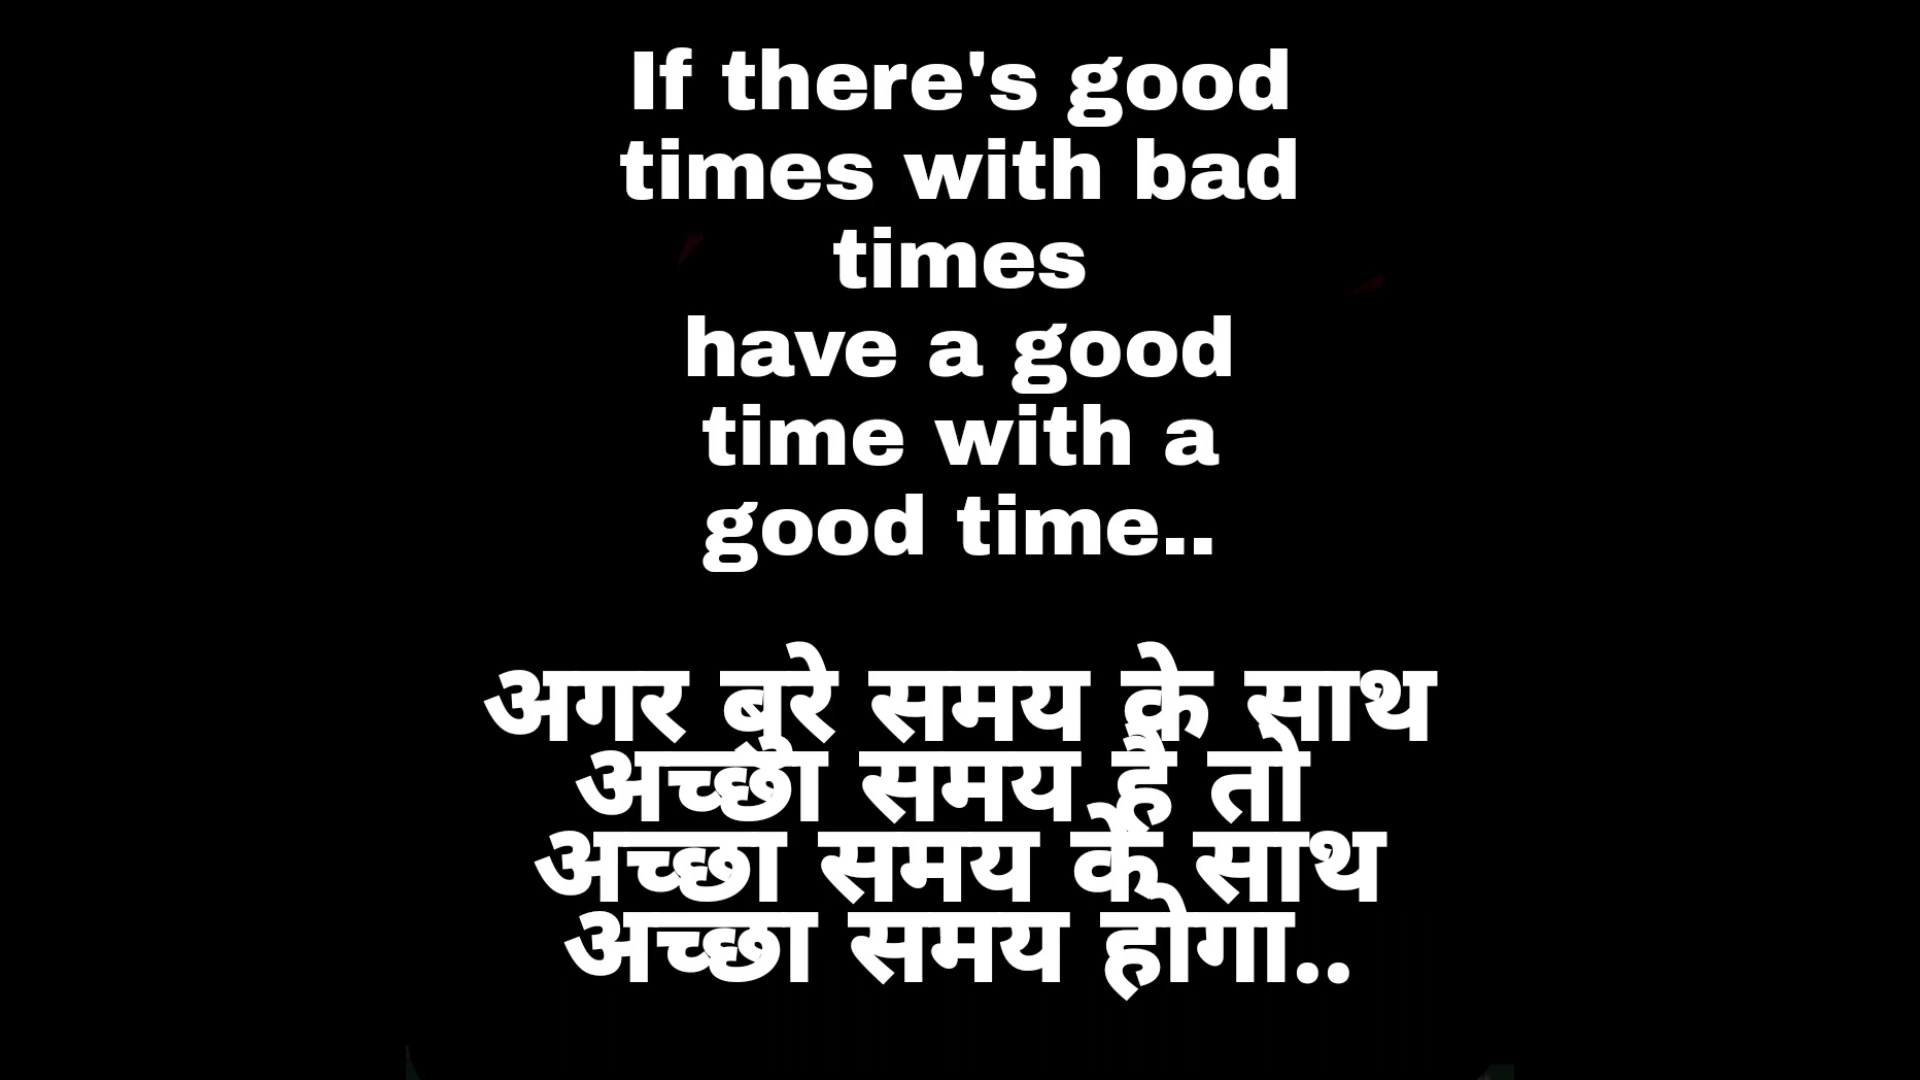 If there's good
times with bad
times
have a good
time with a
good time..
अगर बुरे समय के साथ
अच्छा समय है तो
अच्छा समय के साथ
अच्छा समय होगा..